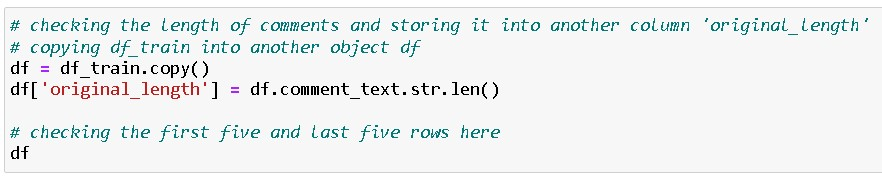 # checking the length of comments and storing it into another column 'original_length'
# copying df_train into another object df
df = df_train.copy()
df['original_length'] = df.comment_text.str.len()
# checking the first five and last five rows here
df